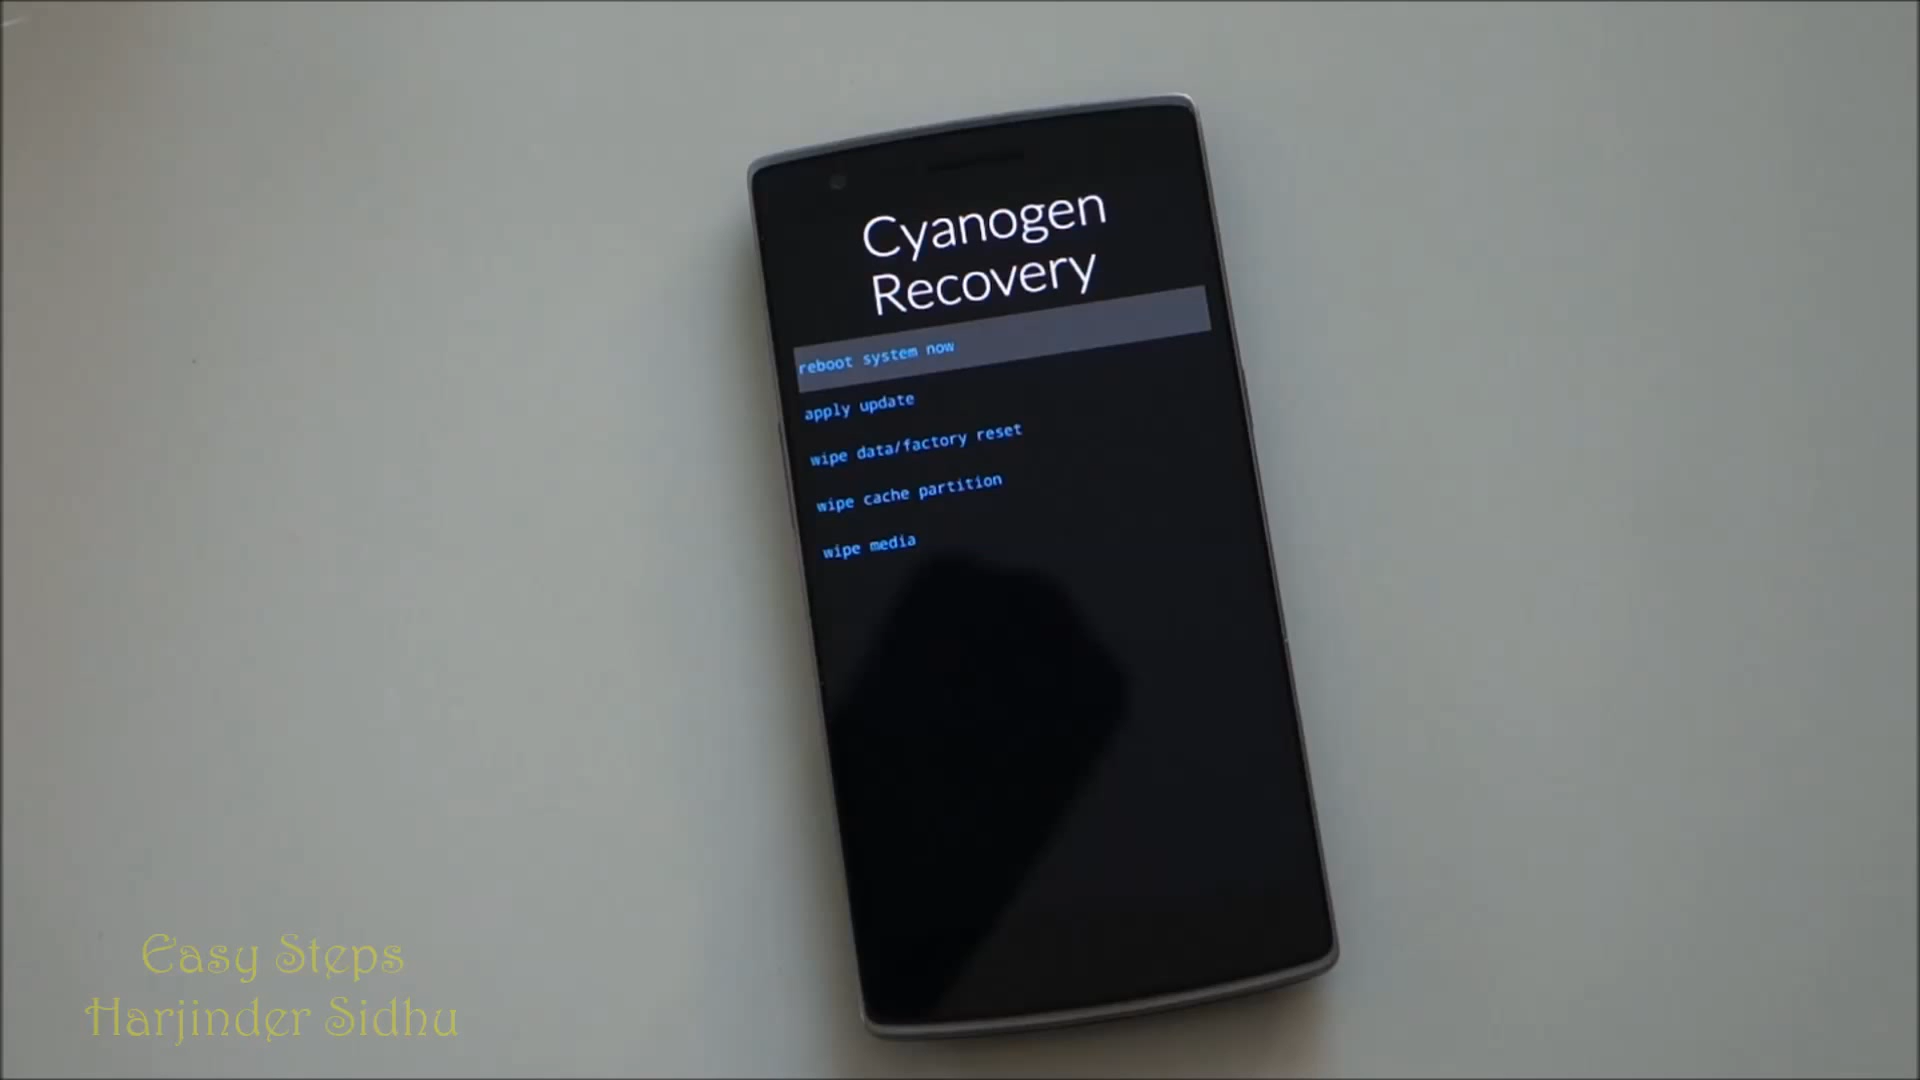 Cyanogen
Recovery
reboot system now
apply update
wipe data/factory reset
wipe cache partition
wipe media
Easy Steps
Harjinder Sidhu